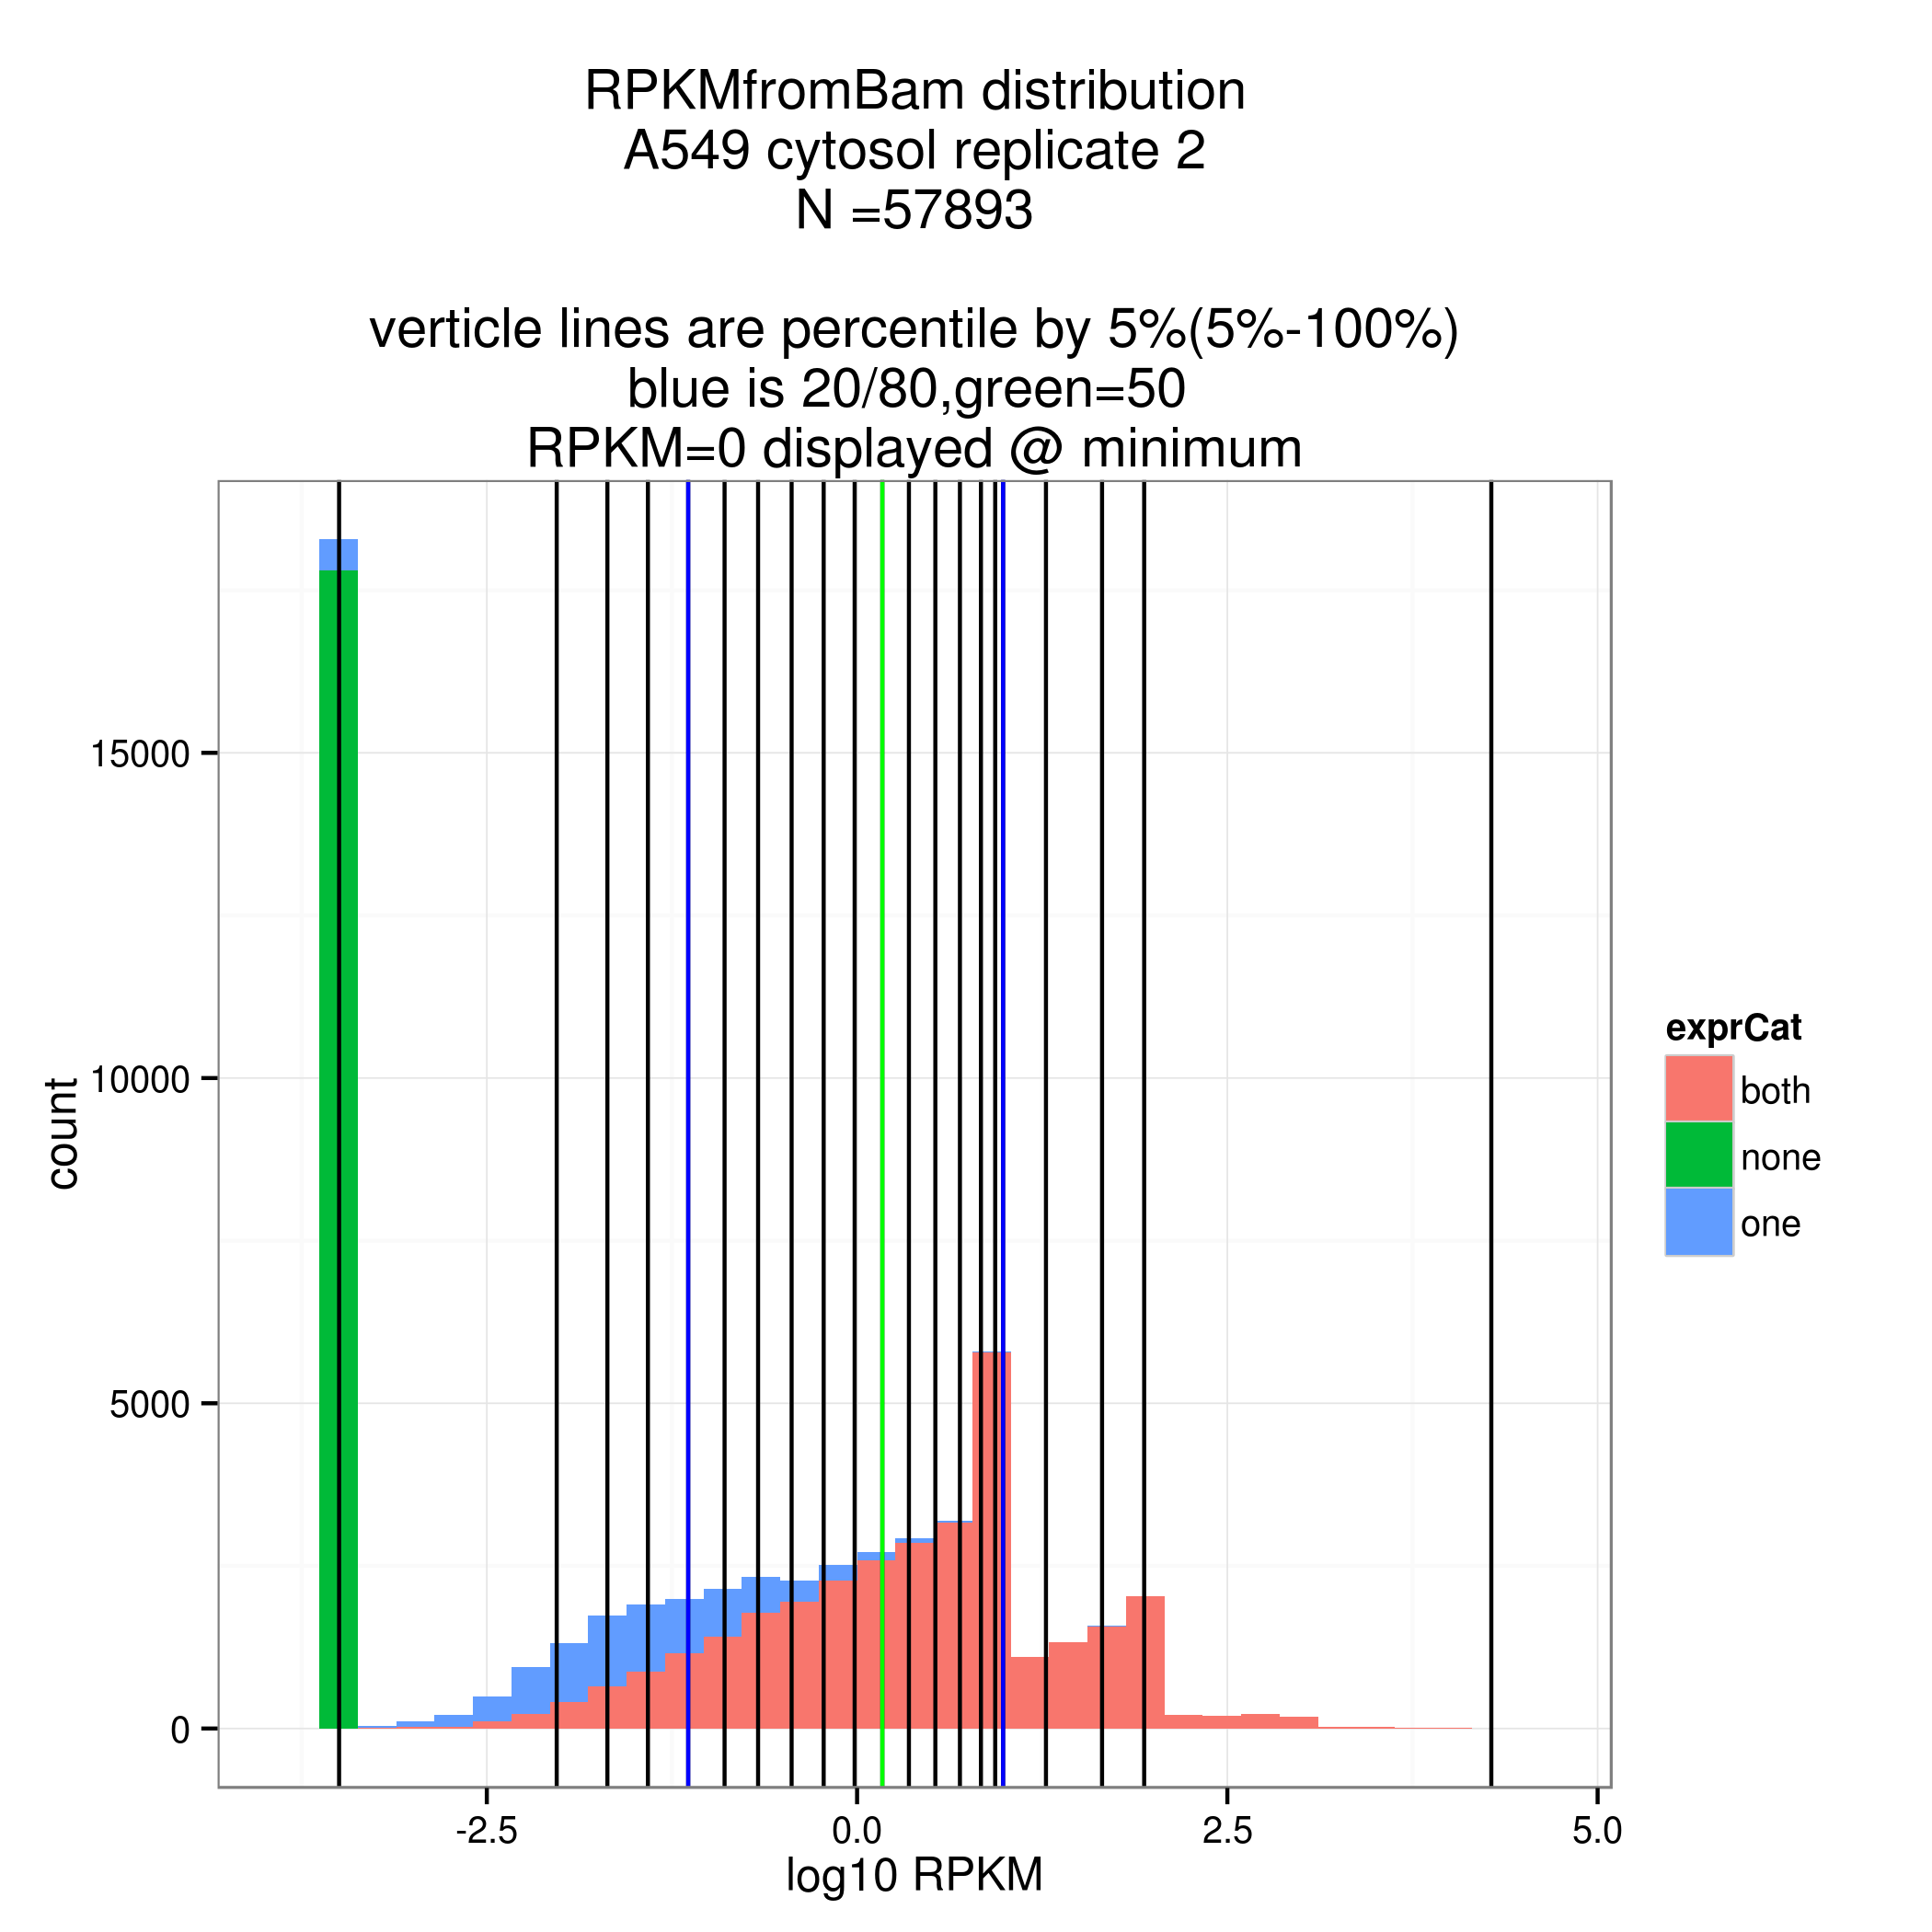 RPKMfromBam distribution
A549 cytosol replicate 2
N =57893
verticle lines are percentile by 5%(5%-100%)
blue is 20/80,green=50
RPKM=0 displayed @ minimum
15000
10000
5000
0
count
-2.5
0.0
2.5
5.0
log10 RPKM
exprCat
both
none
one